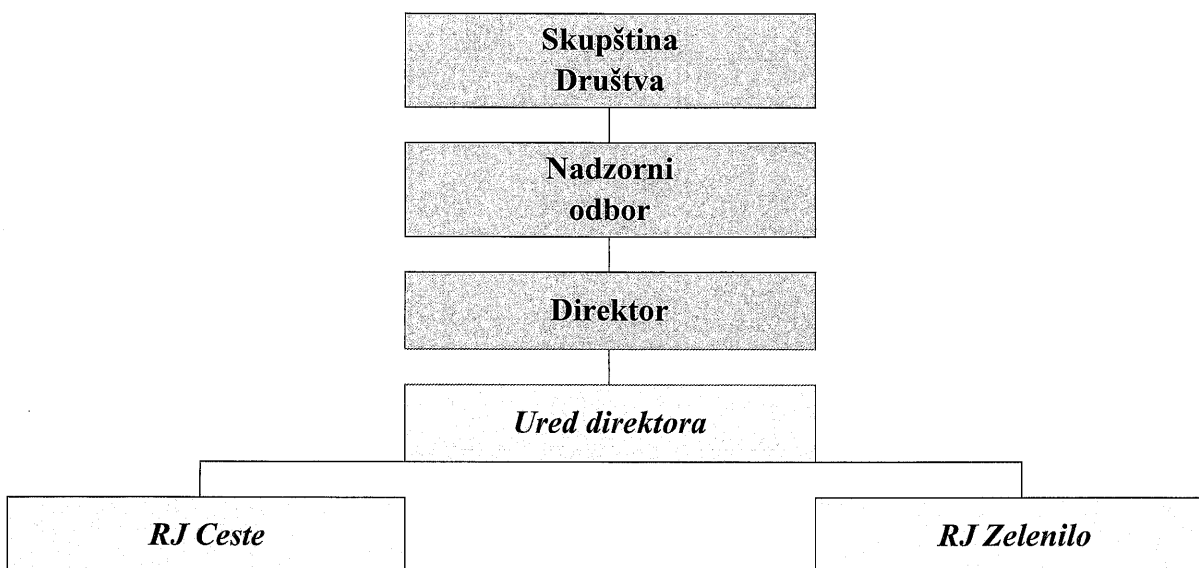 Skupština
Društva
Nadzorni
odbor
Direktor
Ured direktora
RJ Ceste
RJ Zelenilo